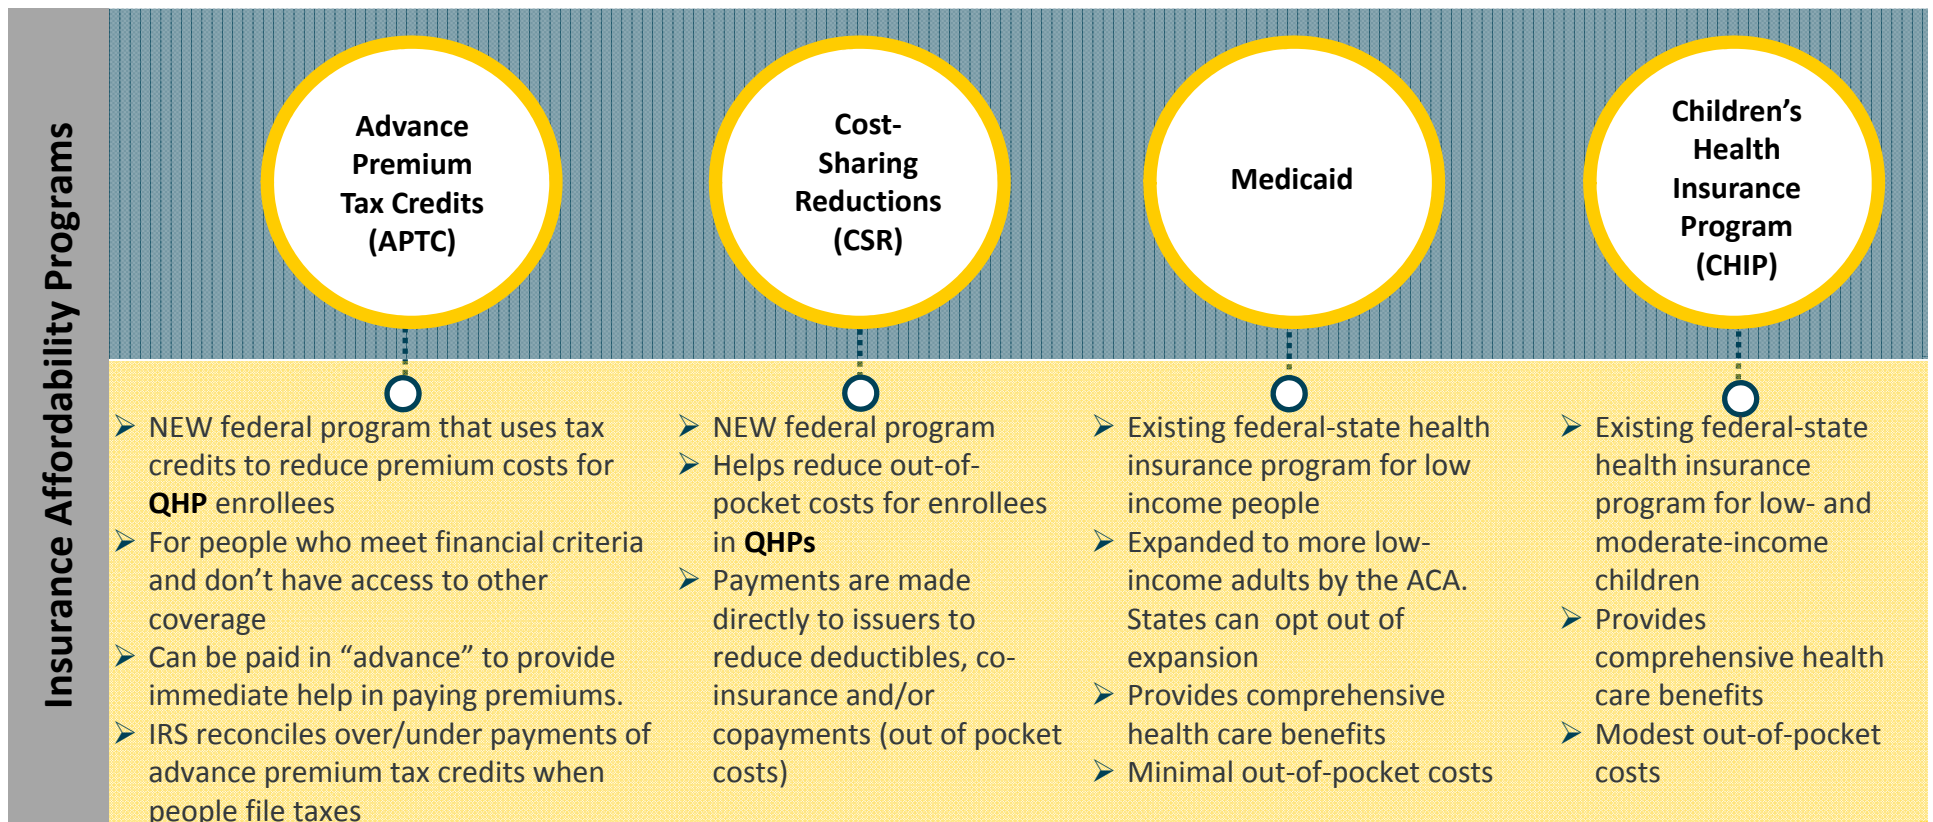 Insurance Affordability Programs
Advance
Premium
Tax Credits
(APTC)
Cost-
Sharing
Reductions
(CSR)
Medicaid
Children’s
Health
Insurance
Program
(CHIP)
➢ NEW federal program that uses tax
credits to reduce premium costs for
QHP enrollees
➢ For people who meet financial criteria
and don’t have access to other
coverage
➢ Can be paid in “advance” to provide
immediate help in paying premiums.
➢ IRS reconciles over/under payments of
advance premium tax credits when
people file taxes
➢ NEW federal program
➢ Helps reduce out-of-
pocket costs for enrollees
in QHPs
➢ Payments are made
directly to issuers to
reduce deductibles, co-
insurance and/or
copayments (out of pocket
costs)
➢ Existing federal-state health
insurance program for low
income people
➢ Expanded to more low-
income adults by the ACA.
States can  opt out of
expansion
➢ Provides comprehensive
health care benefits
➢ Minimal out-of-pocket costs
➢ Existing federal-state
health insurance
program for low- and
moderate-income
children
➢ Provides
comprehensive health
care benefits
➢ Modest out-of-pocket
costs